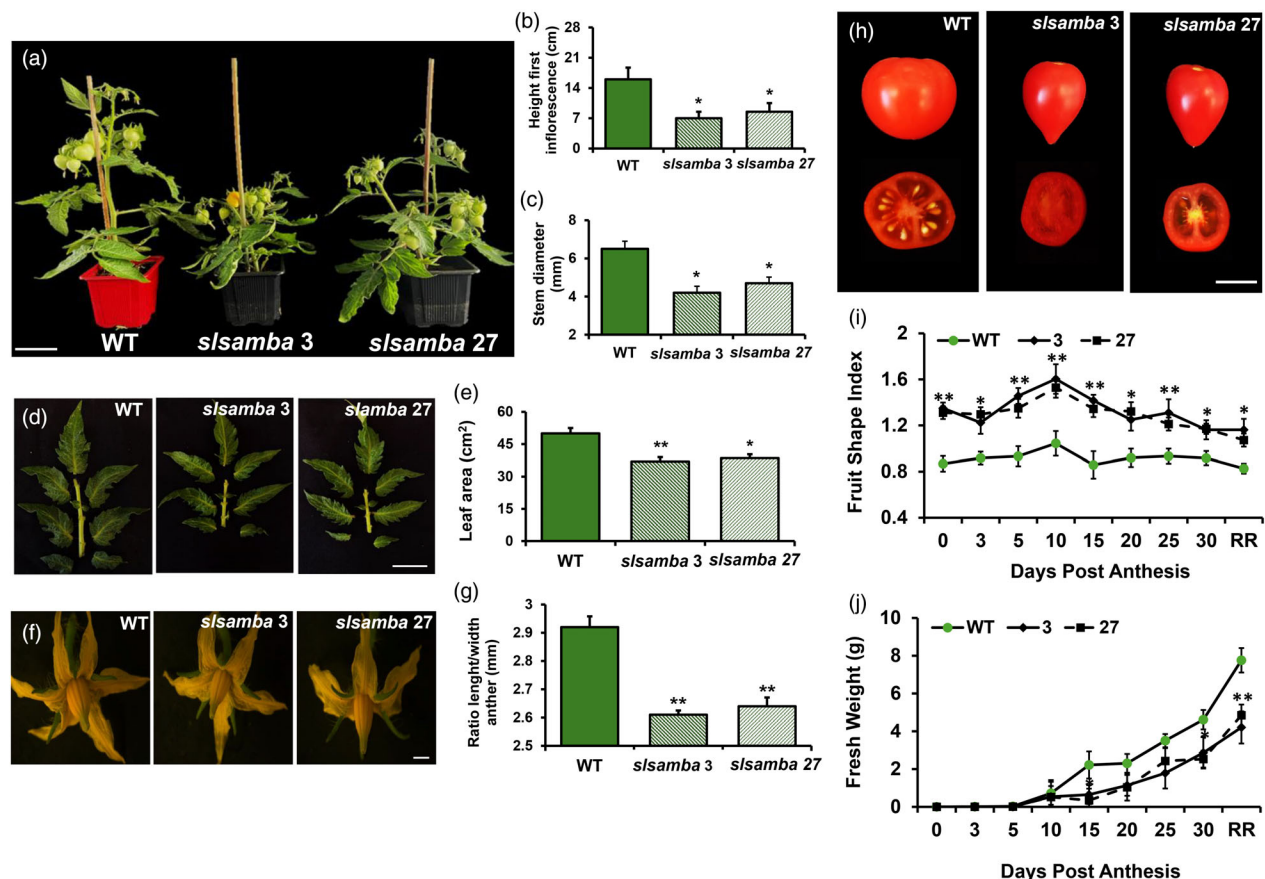 (a)
WT
slsamba 3
slsamba 27
(b)
Height first
inflorescence (cm)
28
21
14
7
0
*
*
WT
slsamba 3
slsamba 27
(c)
Stem diameter
(mm)
8
6
4
2
*
*
WT
slsamba 3
slsamba 27
(d)
WT
slsamba 3
slsamba 27
(e)
Leaf area (cm²)
60
45
30
15
0
**
*
WT
slsamba 3
slsamba 27
(f)
WT
slsamba 3
slsamba 27
(g)
Ratio lenght/width
anther (mm)
3
2.9
2.8
2.7
2.6
2.5
**
**
WT
slsamba 3
slsamba 27
(h)
WT
slsamba 3
slsamba 27
(i)
Fruit Shape Index
2
1.6
1.2
0.8
0.4
WT
3
27
** * ** ** ** * ** * *
0 3 5 10 15 20 25 30 RR
Days Post Anthesis
(j)
Fresh Weight (g)
10
8
6
4
2
0
WT
3
27
* * **
0 3 5 10 15 20 25 30 RR
Days Post Anthesis